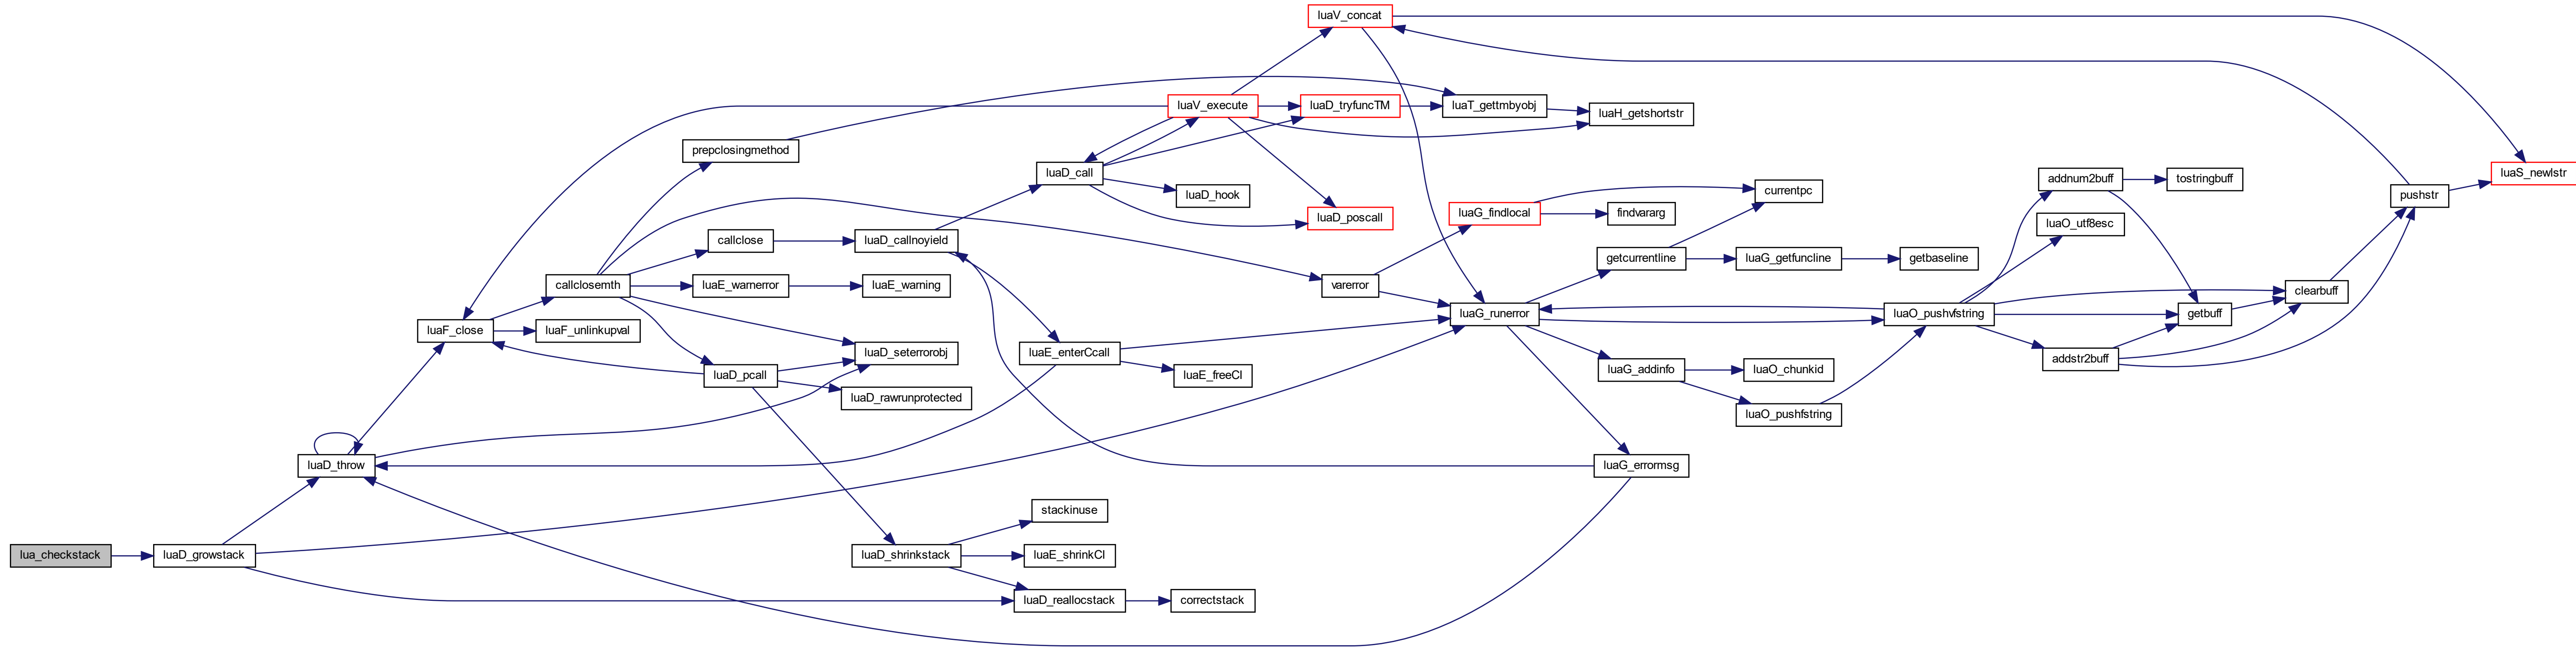 lua_checkstack
luaD_growstack
luaD_throw
luaF_close
callclosemth
luaF_unlinkupval
prepclosingmethod
callclose
luaE_warnerror
luaD_pcall
luaD_callnoyield
luaE_warning
luaD_seterrorobj
luaD_rawrunprotected
luaD_shrinkstack
luaD_call
luaE_enterCcall
stackinuse
luaE_shrinkCI
luaD_reallocstack
luaV_execute
luaD_hook
luaE_freeCI
correctstack
luaV_concat
luaD_tryfuncTM
luaD_poscall
varerror
luaT_gettmbyobj
luaG_findlocal
luaG_runerror
luaH_getshortstr
findvararg
getcurrentline
luaG_addinfo
luaG_errormsg
currentpc
luaG_getfuncline
luaO_chunkid
luaO_pushfstring
getbaseline
luaO_pushvfstring
addnum2buff
luaO_utf8esc
addstr2buff
tostringbuff
getbuff
clearbuff
pushstr
luaS_newlstr